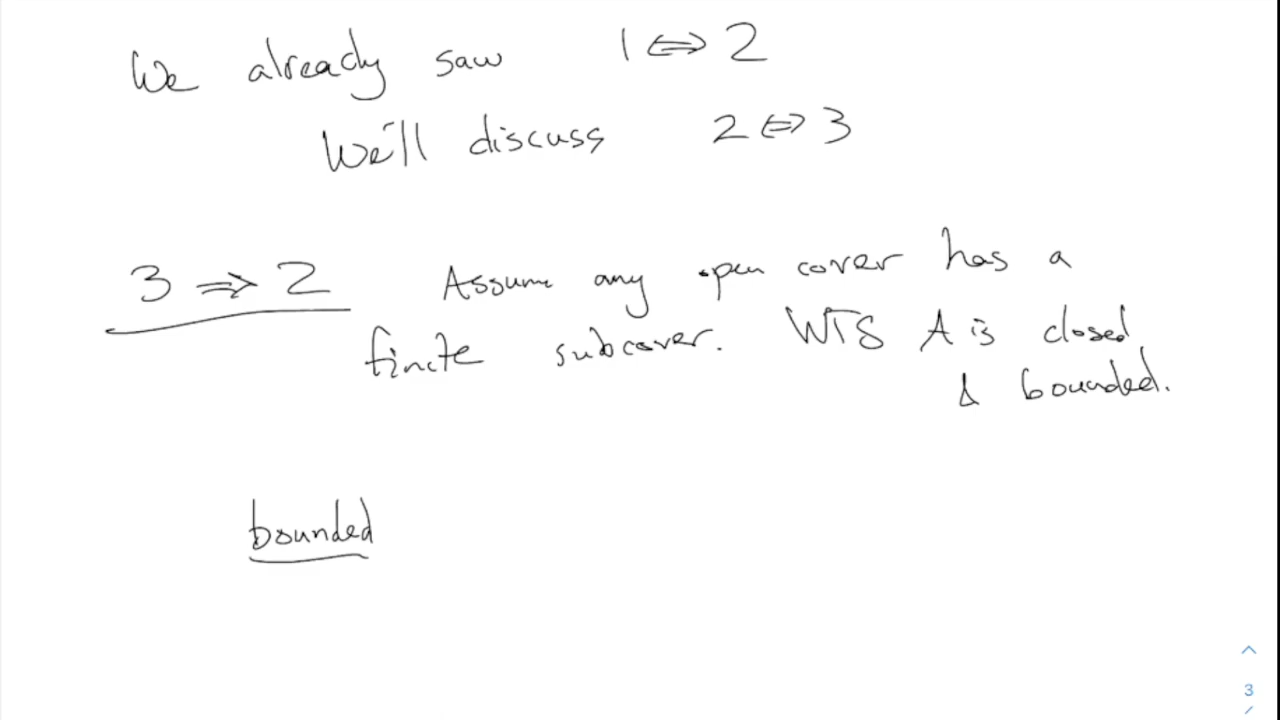 We already saw 1 ⇔ 2
We'll discuss 2 ⇔ 3
3 ⇒ 2 Assume any open cover has a
finite subcover. WTS A is closed
& bounded.
bounded
3